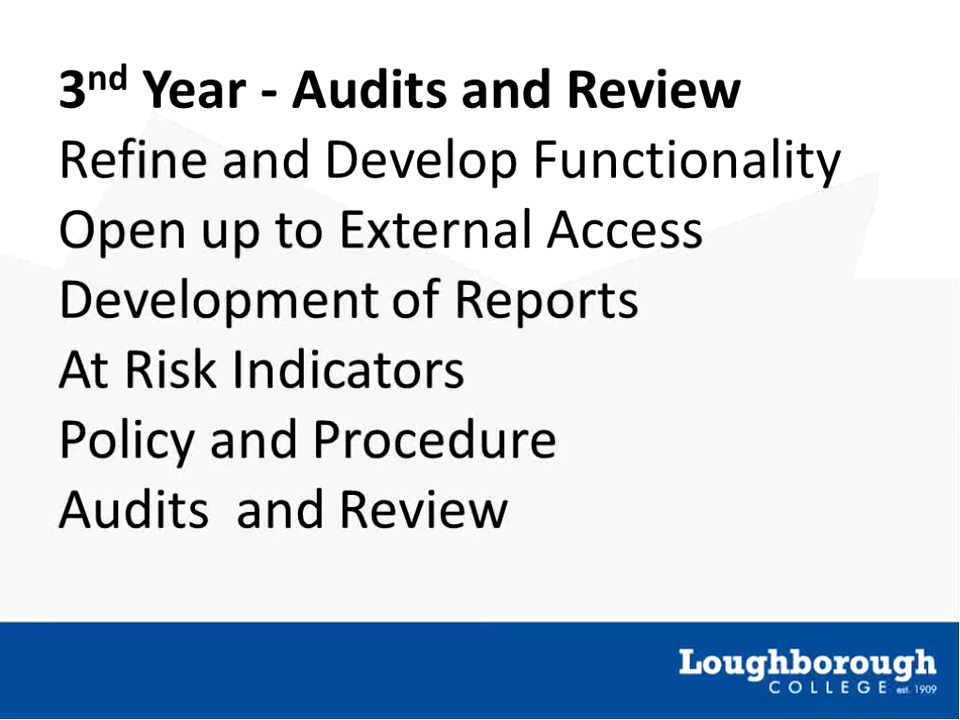 3nd Year - Audits and Review
Refine and Develop Functionality
Open up to External Access
Development of Reports
At Risk Indicators
Policy and Procedure
Audits  and Review
Loughborough
COLLEGE est. 1909